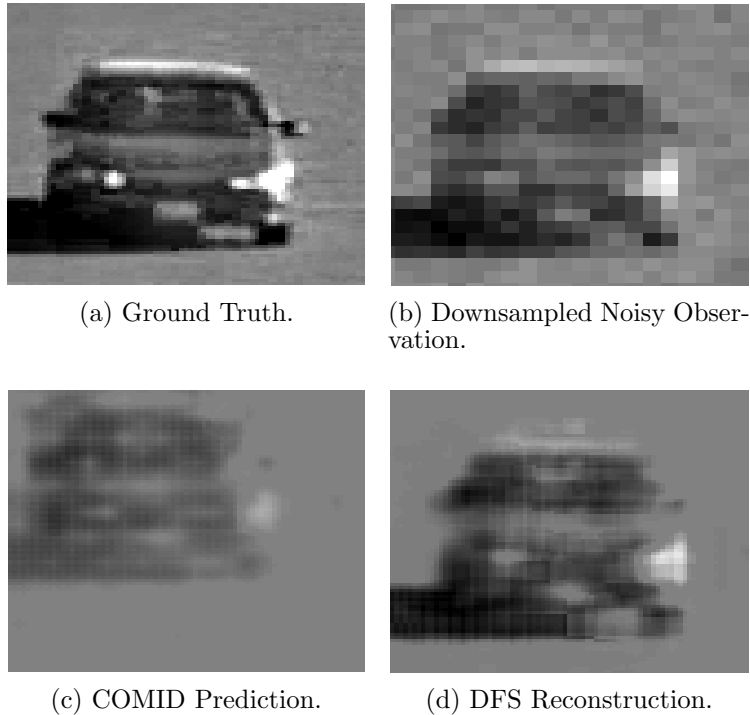 (a) Ground Truth.
(b) Downsampled Noisy Obser-
vation.
(c) COMID Prediction.
(d) DFS Reconstruction.